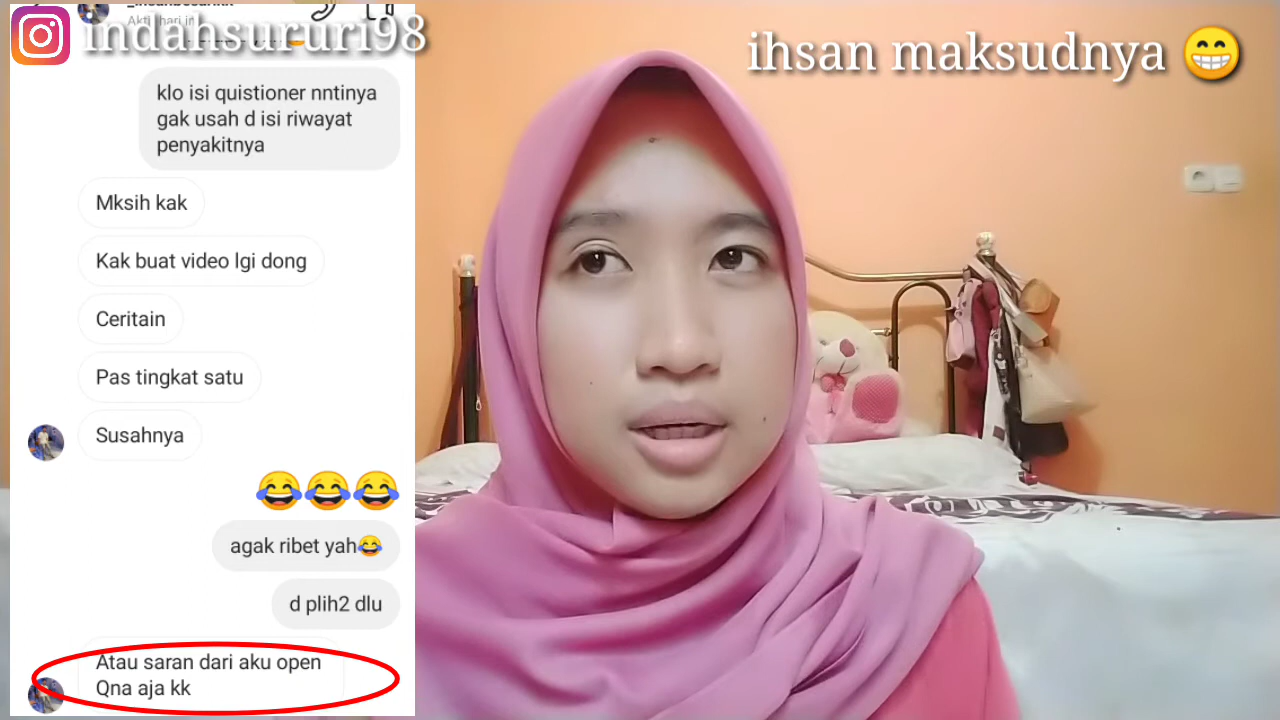 indahsururi98
klo isi quistioner nntinya
gak usah d isi riwayat
penyakitnya
Mksih kak
Kak buat video lgi dong
Ceritain
Pas tingkat satu
Susahnya
😂😂😂
agak ribet yah😂
d plih2 dlu
Atau saran dari aku open
Qna aja kk
ihsan maksudnya 😁